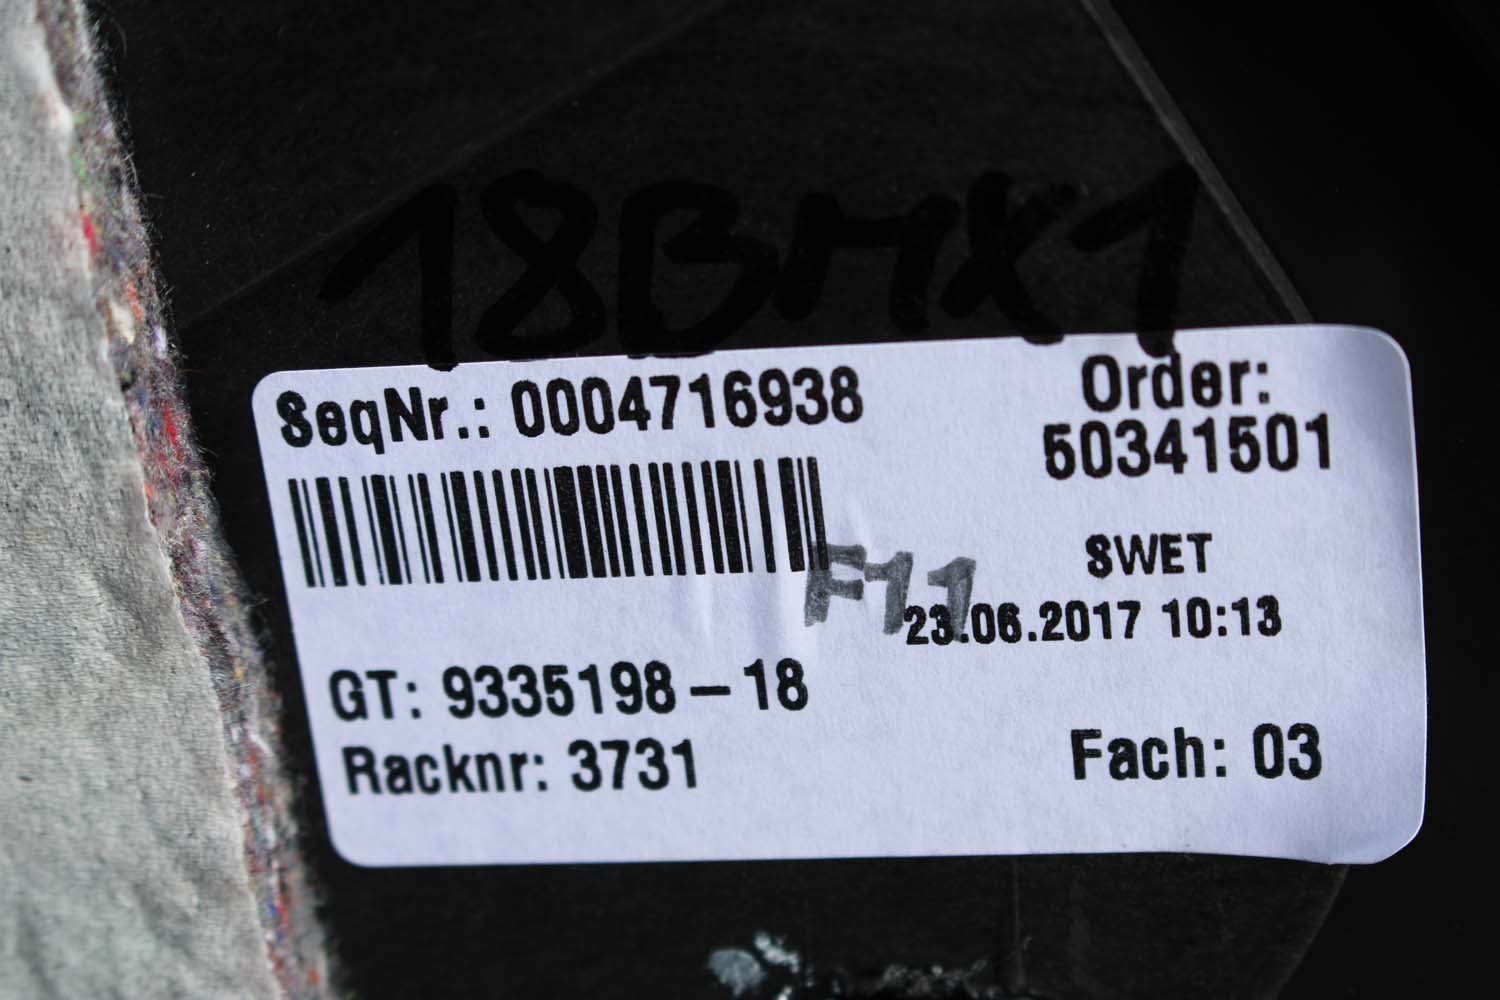 18BMK1
SeqNr.: 0004716938
Order:
50341501
SWET
F11
23.06.2017 10:13
GT: 9335198-18
Racknr: 3731
Fach: 03